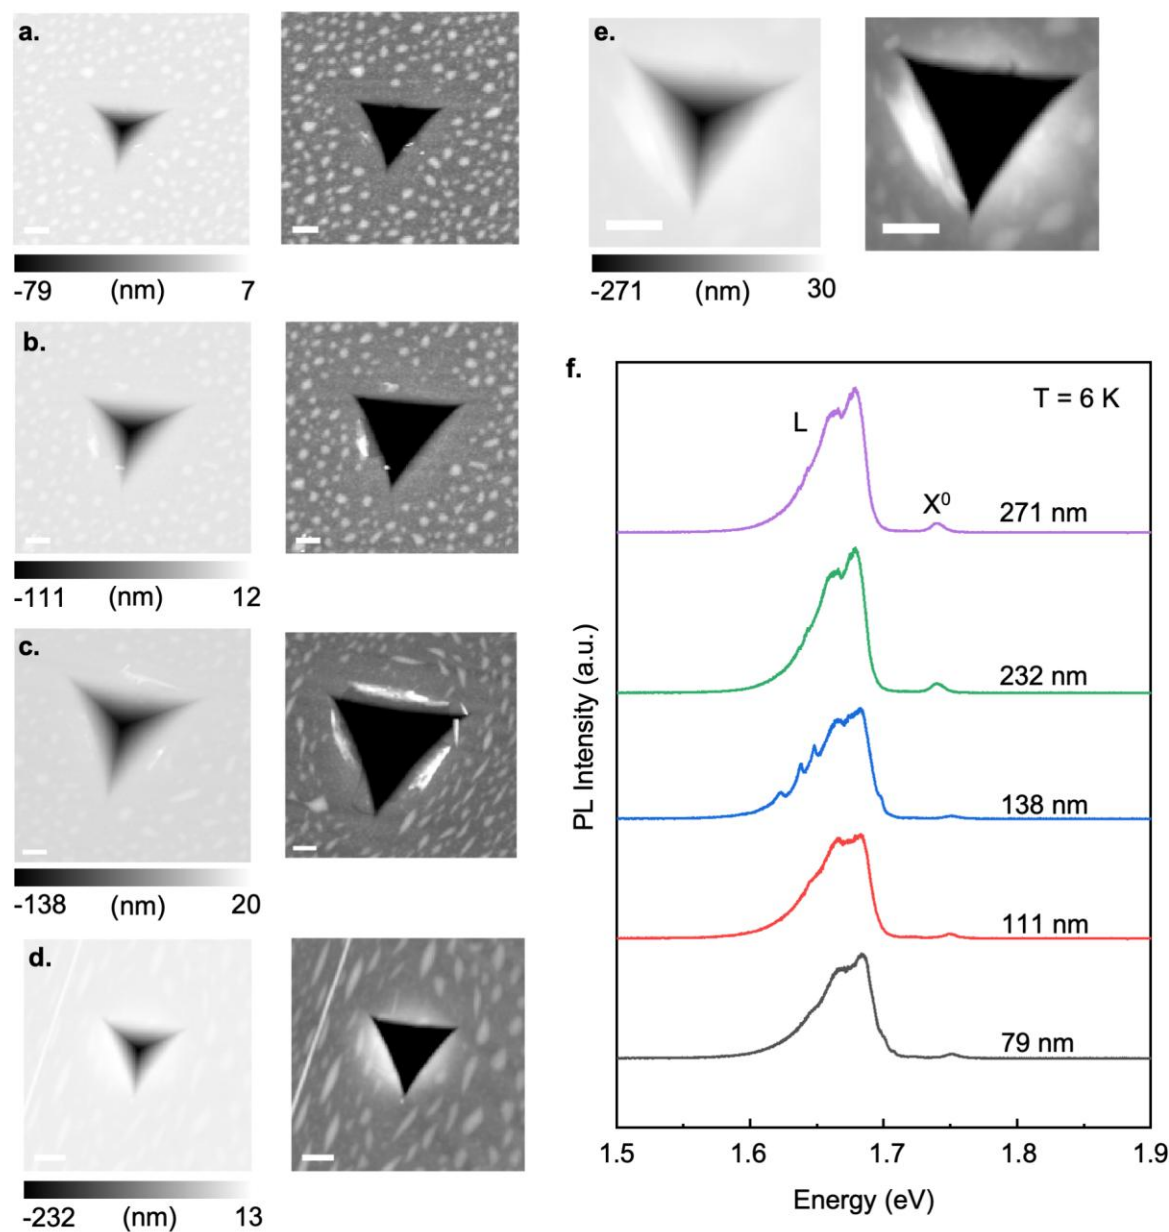 a.
-79 (nm) 7
b.
-111 (nm) 12
c.
-138 (nm) 20
d.
-232 (nm) 13
e.
-271 (nm) 30
f.
T = 6 K
L
X⁰
271 nm
232 nm
138 nm
111 nm
79 nm
PL Intensity (a.u.)
1.5 1.6 1.7 1.8 1.9
Energy (eV)